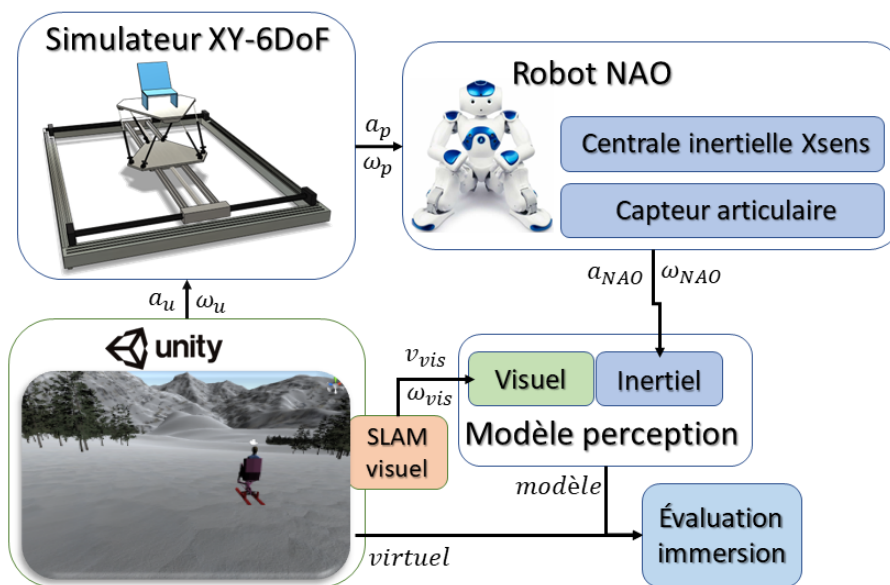 Simulateur XY-6DoF
a_p
ω_p
Robot NAO
Centrale inertielle Xsens
Capteur articulaire
a_NAO ω_NAO
a_u ω_u
unity
v_vis
ω_vis
SLAM
visuel
Visuel
Inertiel
Modèle perception
modèle
virtuel
Évaluation
immersion